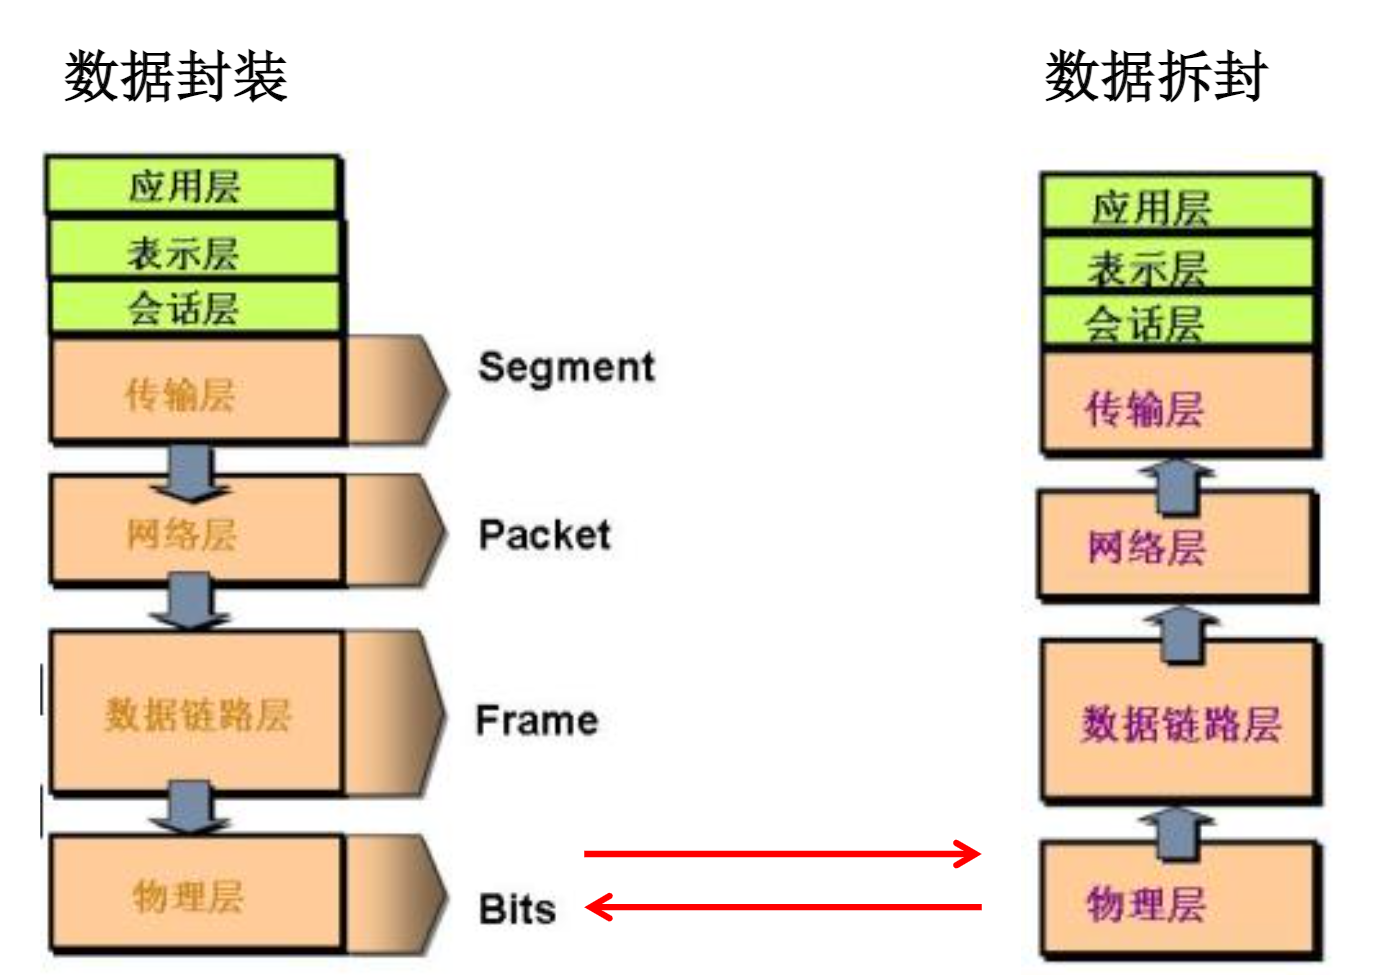 数据封装
数据拆封
应用层
表示层
会话层
传输层
Segment
网络层
Packet
数据链路层
Frame
物理层
Bits
应用层
表示层
会话层
传输层
网络层
数据链路层
物理层